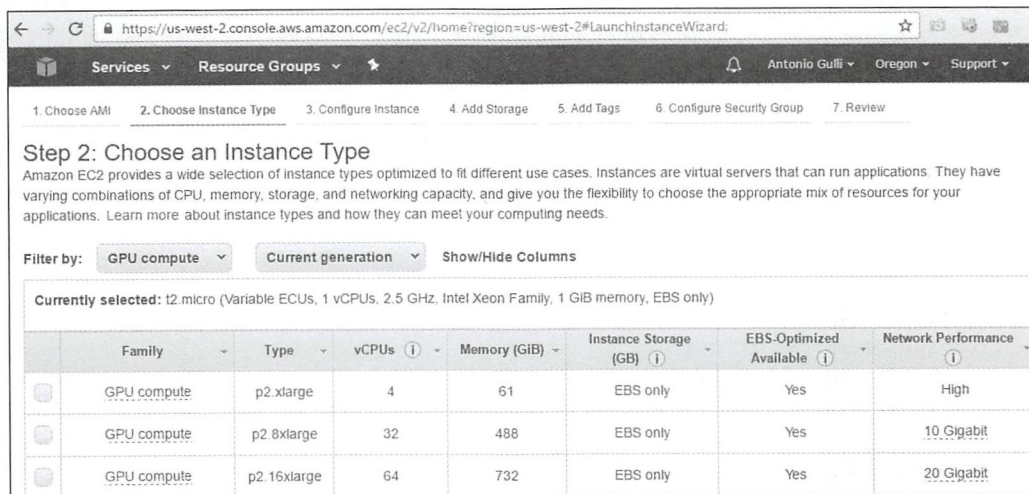 https://us-west-2.console.aws.amazon.com/ec2/v2/home?region=us-west-2#LaunchInstanceWizard:
Services Resource Groups Antonio Gulli Oregon Support
1. Choose AMI 2. Choose Instance Type 3. Configure Instance 4. Add Storage 5. Add Tags 6. Configure Security Group 7. Review
Step 2: Choose an Instance Type
Amazon EC2 provides a wide selection of instance types optimized to fit different use cases. Instances are virtual servers that can run applications. They have
varying combinations of CPU, memory, storage, and networking capacity, and give you the flexibility to choose the appropriate mix of resources for your
applications. Learn more about instance types and how they can meet your computing needs.
Filter by: GPU compute Current generation Show/Hide Columns
Currently selected: t2.micro (Variable ECUs, 1 vCPUs, 2.5 GHz, Intel Xeon Family, 1 GiB memory, EBS only)
Family Type vCPUs Memory (GiB) Instance Storage (GB) EBS-Optimized Available Network Performance
GPU compute p2.xlarge 4 61 EBS only Yes High
GPU compute p2.8xlarge 32 488 EBS only Yes 10 Gigabit
GPU compute p2.16xlarge 64 732 EBS only Yes 20 Gigabit